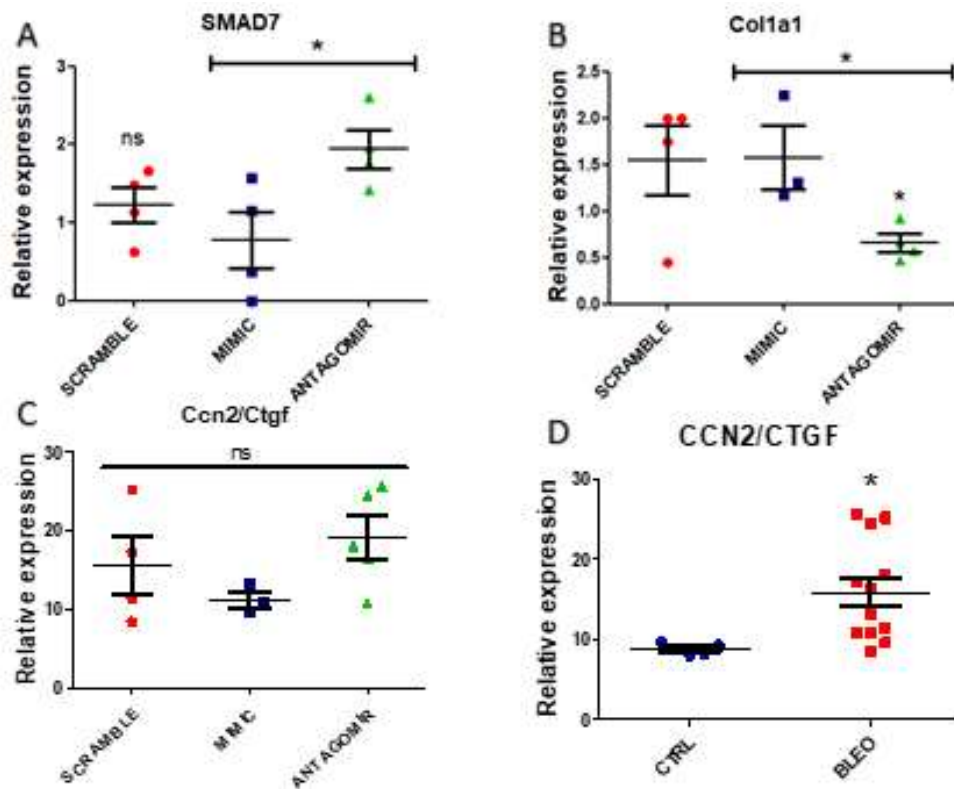 A
SMAD7
*
Relative expression
3
2
1
0
ns
SCRAMBLE
MIMIC
ANTAGOMIR
B
Col1a1
*
Relative expression
2.5
2.0
1.5
1.0
0.5
0.0
*
SCRAMBLE
MIMIC
ANTAGOMIR
C
Ccn2/Ctgf
ns
Relative expression
30
20
10
0
SCRAMBLE
MIMIC
ANTAGOMIR
D
CCN2/CTGF
*
Relative expression
30
20
10
0
CTRL
BLEO